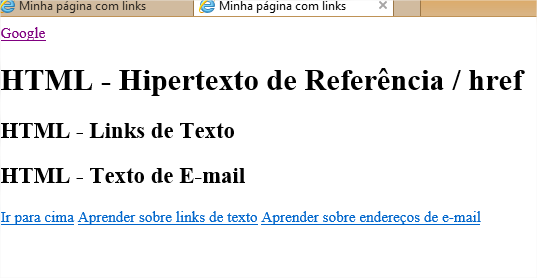 Minha página com links Minha página com links
Google
HTML - Hipertexto de Referência / href
HTML - Links de Texto
HTML - Texto de E-mail
Ir para cima Aprender sobre links de texto Aprender sobre endereços de e-mail